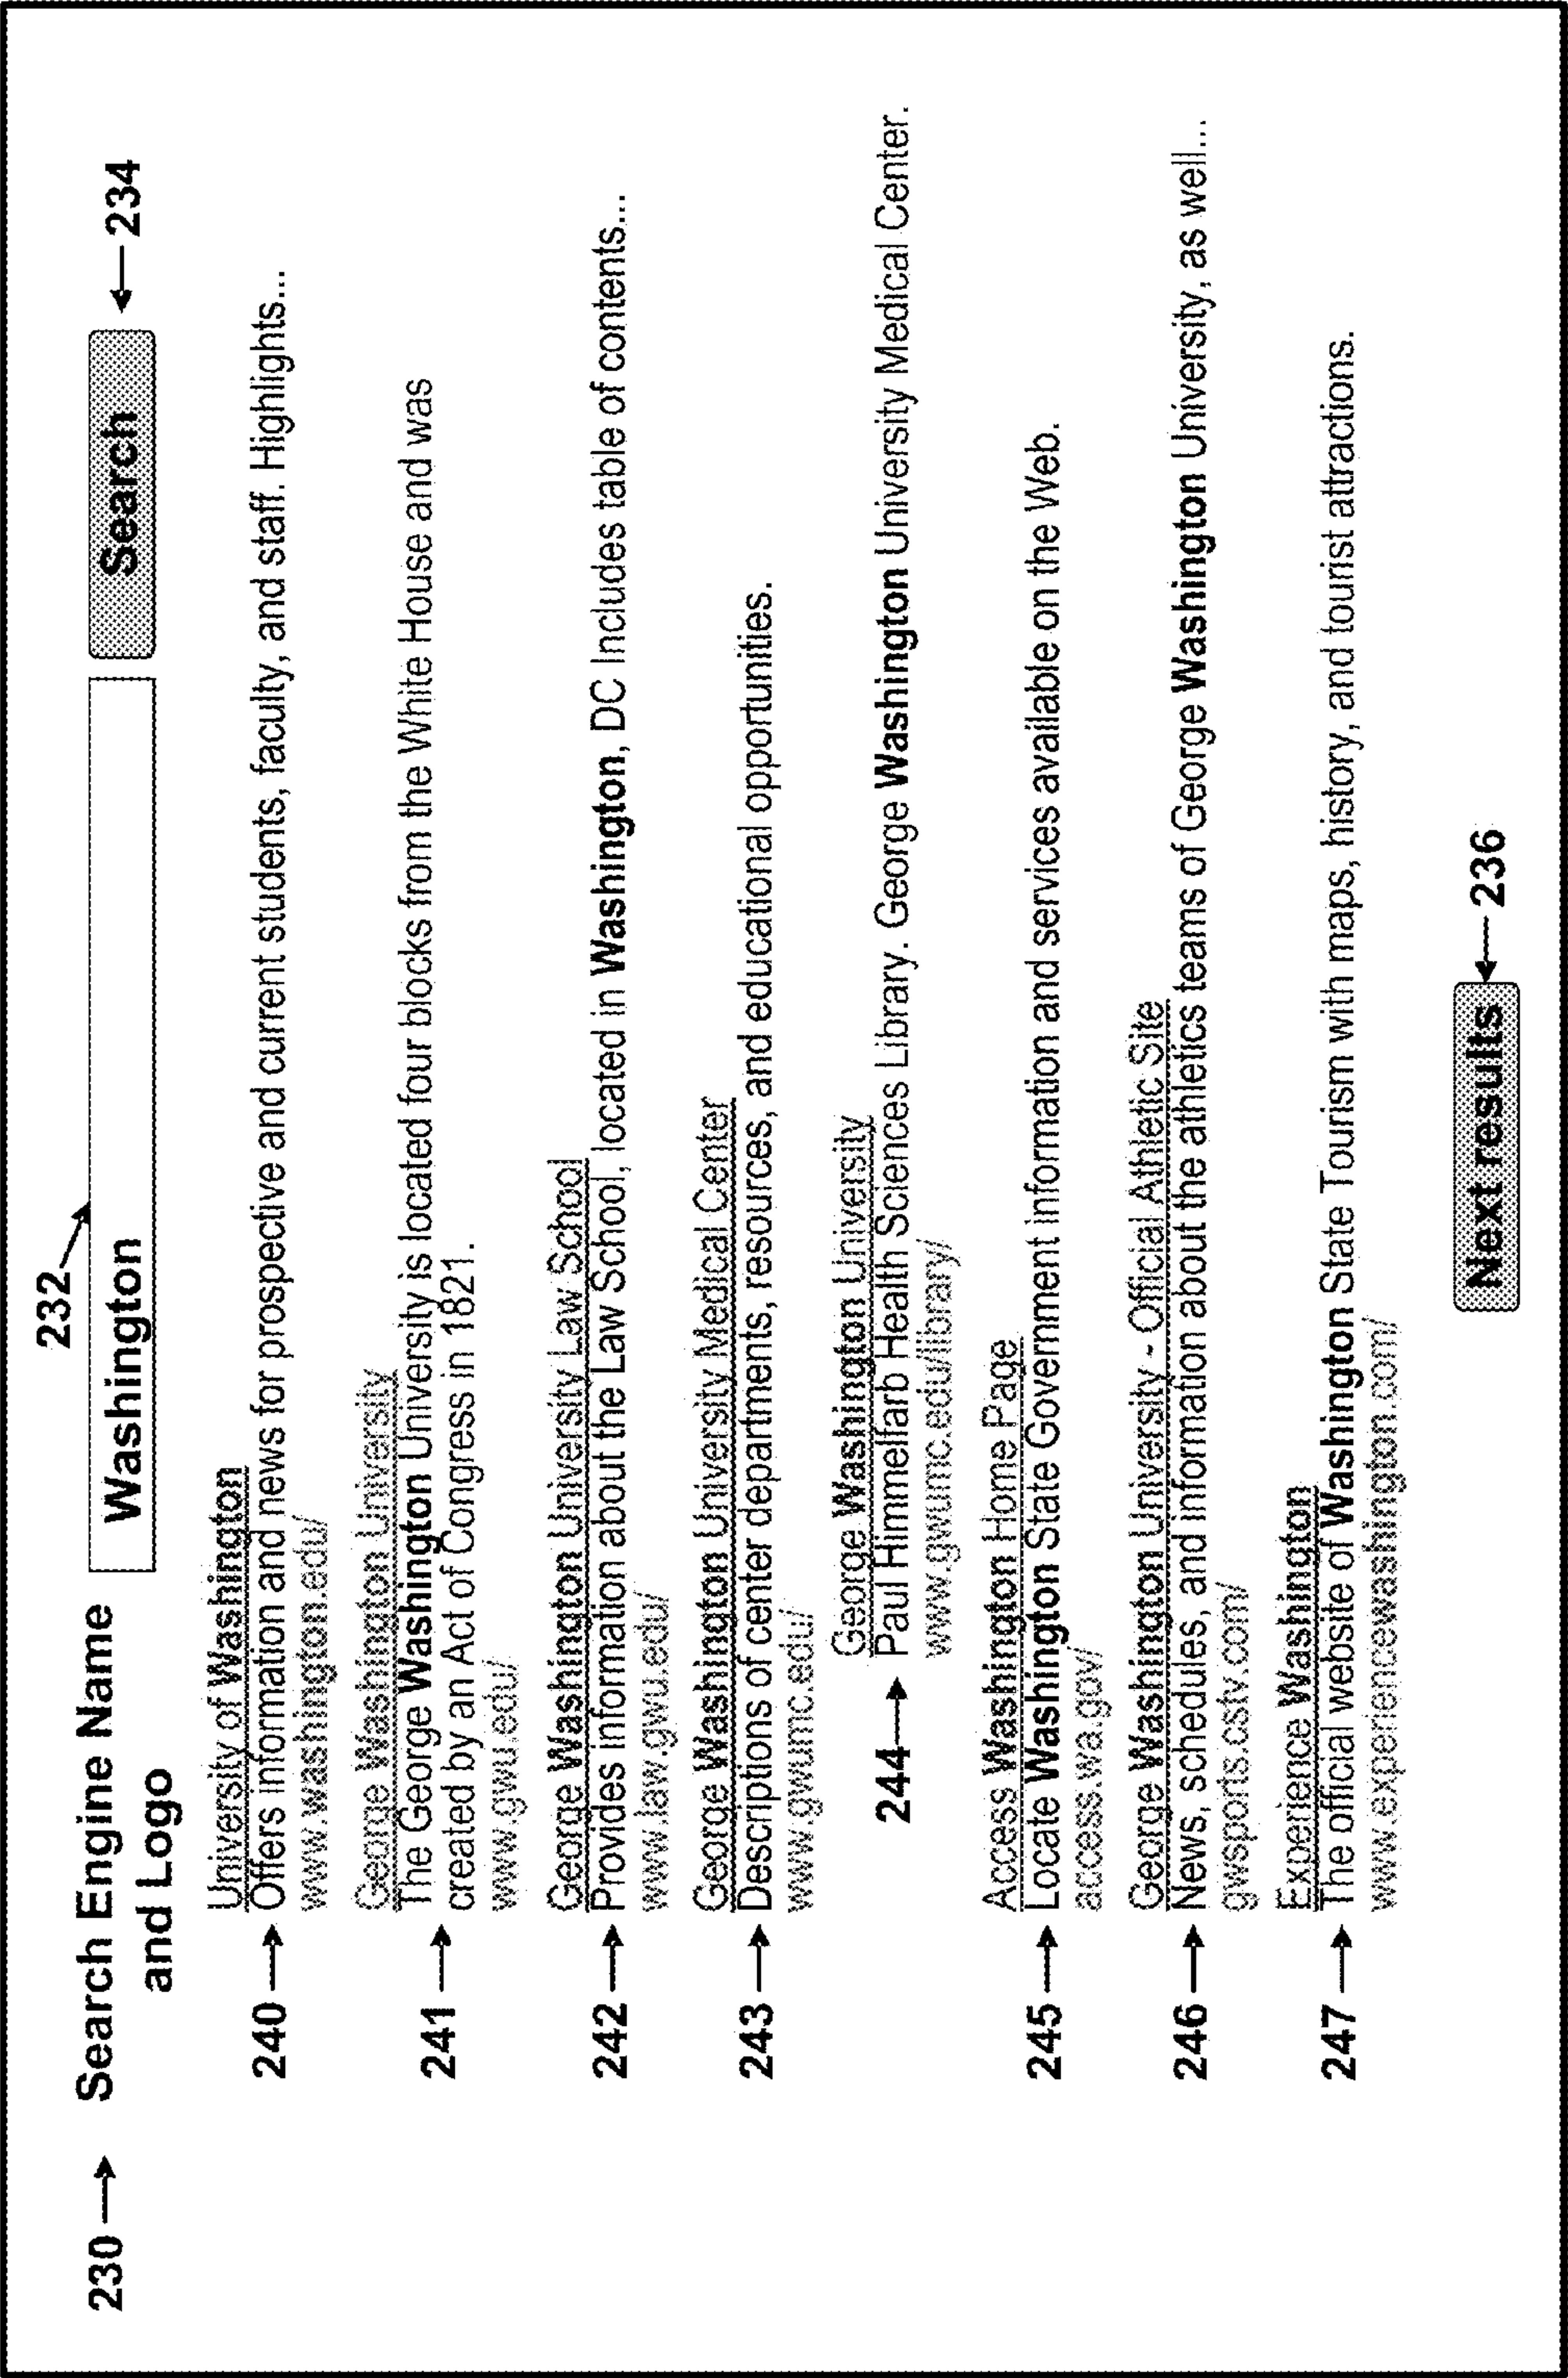 232
230 Search Engine Name Washington Search 234
and Logo
University of Washington
240 Offers information and news for prospective and current students, faculty, and staff. Highlights...
www.washington.edu/
George Washington University
241 The George Washington University is located four blocks from the White House and was
created by an Act of Congress in 1821.
www.gwu.edu/
George Washington University Law School
242 Provides information about the Law School, located in Washington, DC Includes table of contents...
www.law.gwu.edu/
George Washington University Medical Center
243 Descriptions of center departments, resources, and educational opportunities.
www.gwumc.edu/
George Washington University
244 Paul Himmelfarb Health Sciences Library. George Washington University Medical Center.
www.gwumc.edu/library/
Access Washington Home Page
245 Locate Washington State Government information and services available on the Web.
access.wa.gov/
George Washington University - Official Athletic Site
246 News, schedules, and information about the athletics teams of George Washington University, as well...
gwsports.cstv.com/
Experience Washington
247 The official website of Washington State Tourism with maps, history, and tourist attractions.
www.experiencewashington.com/
Next results 236